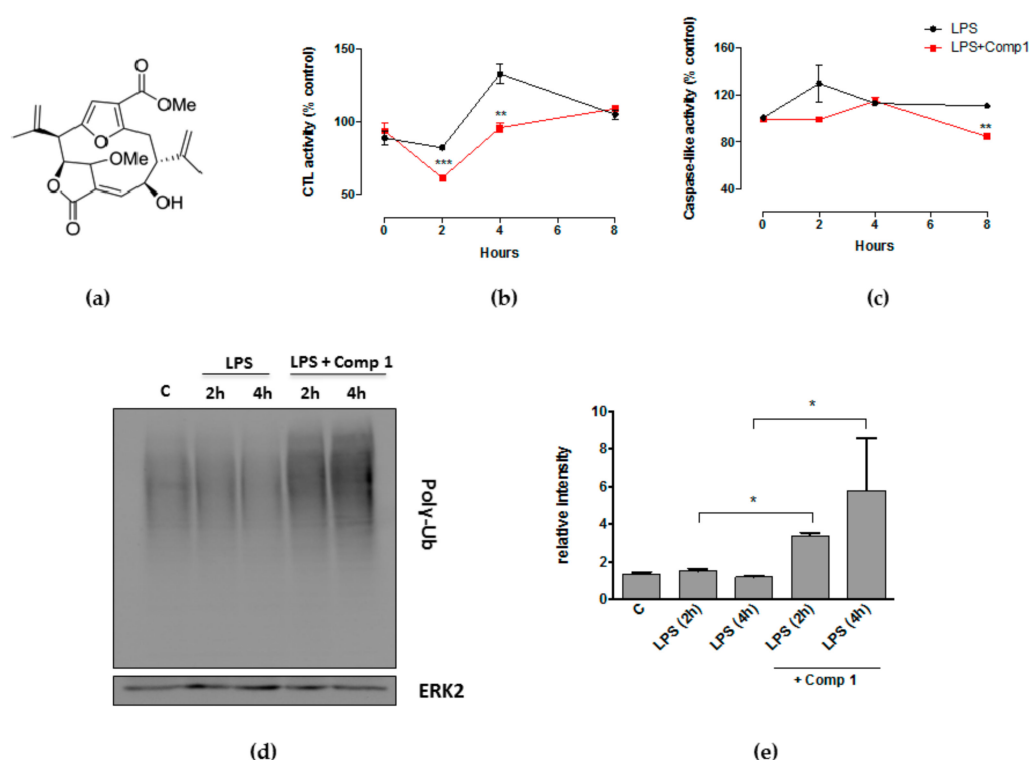 O
OMe
O
OMe
O
O
OH
(a)
CTL activity (% control)
150
100
50
***
**
0
2
4
8
Hours
(b)
LPS
LPS+Comp1
Caspase-like activity (% control)
160
120
80
40
**
0
2
4
6
8
Hours
(c)
LPS
LPS + Comp 1
C
2h
4h
2h
4h
Poly-Ub
ERK2
(d)
relative intensity
10
8
6
4
2
0
*
*
C
LPS (2h)
LPS (4h)
LPS (2h)
LPS (4h)
+ Comp 1
(e)